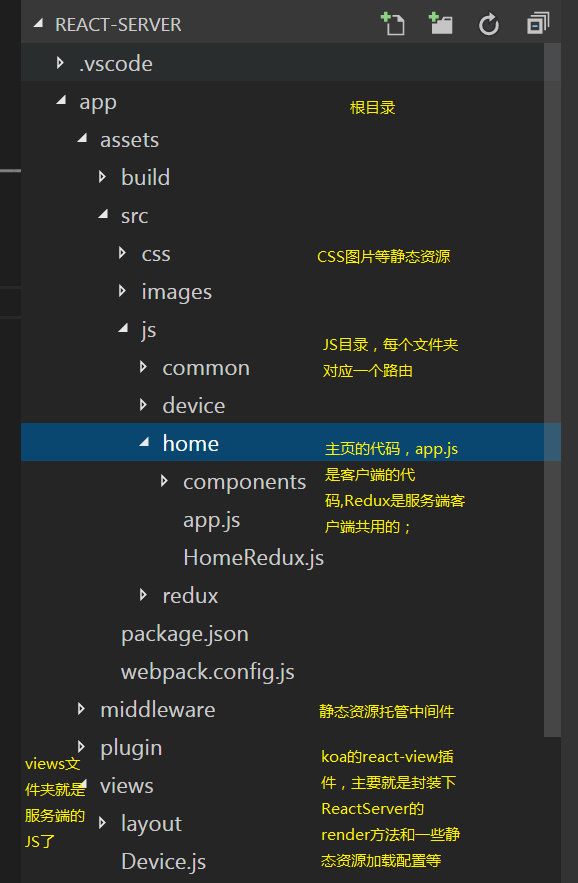 REACT-SERVER
.vscode
app
根目录
assets
build
src
css
CSS图片等静态资源
images
js
JS目录，每个文件夹
对应一个路由
common
device
home
主页的代码，app.js
是客户端的代
码,Redux是服务端客
户端共用的；
components
app.js
HomeRedux.js
redux
package.json
webpack.config.js
middleware
静态资源托管中间件
plugin
koa的react-view插
件，主要就是封装下
ReactServer的
render方法和一些静
态资源加载配置等
views文
件夹就是
服务端的
JS了
views
layout
Device.js